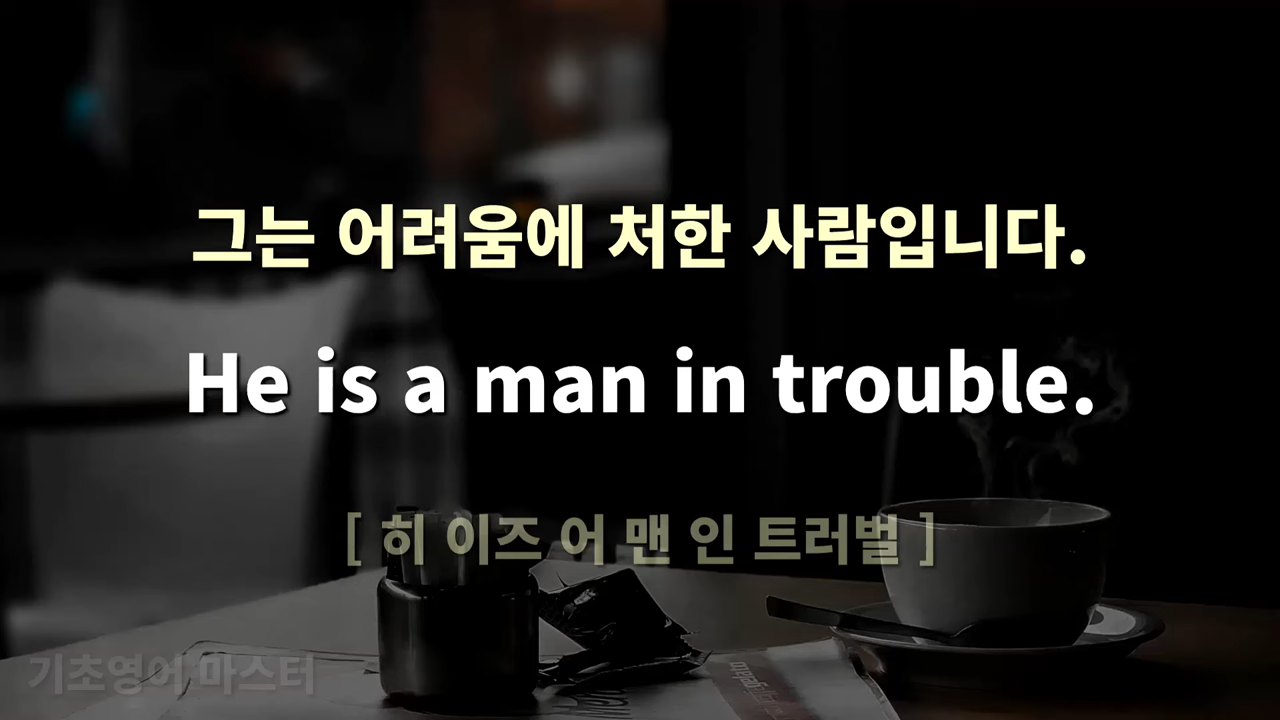 그는 어려움에 처한 사람입니다.
He is a man in trouble.
[ 히 이즈 어 맨 인 트러벌 ]
기초영어 마스터